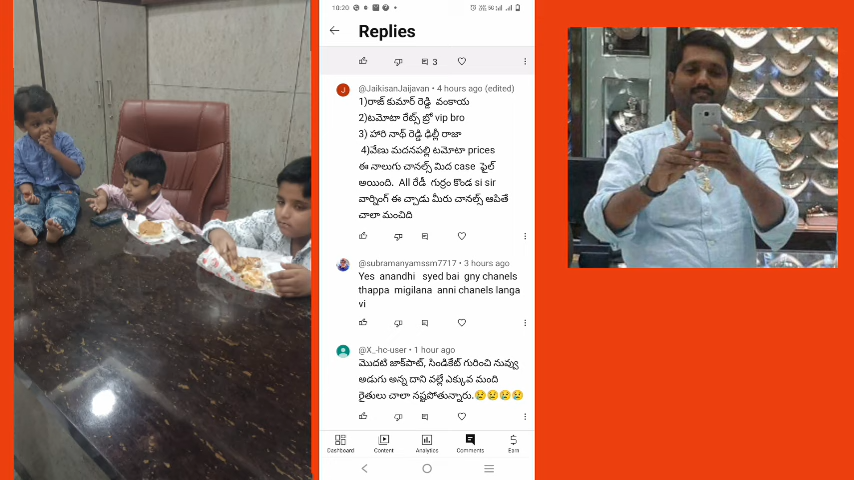 10:20
Replies
3
J
@JaikisanJaijavan • 4 hours ago (edited)
1)రాజ్ కుమార్ రెడ్డి వంకాయ
2)టమోటా రేట్స్ బ్రో vip bro
3) హరి నాథ్ రెడ్డి ఢిల్లీ రాజా
4)వేణు మదనపల్లి టమోటా prices
ఈ నాలుగు చానల్స్ మీద case ఫైల్
అయింది. All రేడీ గుర్రం కొండ si sir
వార్నింగ్ ఈ చ్చాడు మీరు చానల్స్ ఆపితే
చాలా మంచిది
@subramanyamssm7717 • 3 hours ago
Yes anandhi syed bai gny chanels
thappa migilana anni chanels langa
vi
@X_-hc-user • 1 hour ago
మొదటి జాక్‌పాట్, సిండికేట్ గురించి నువ్వు
అడుగు అన్న దాని వల్లే ఎక్కువ మంది
రైతులు చాలా నష్టపోతున్నారు.😢😢😢😢
Dashboard Content Analytics Comments Earn